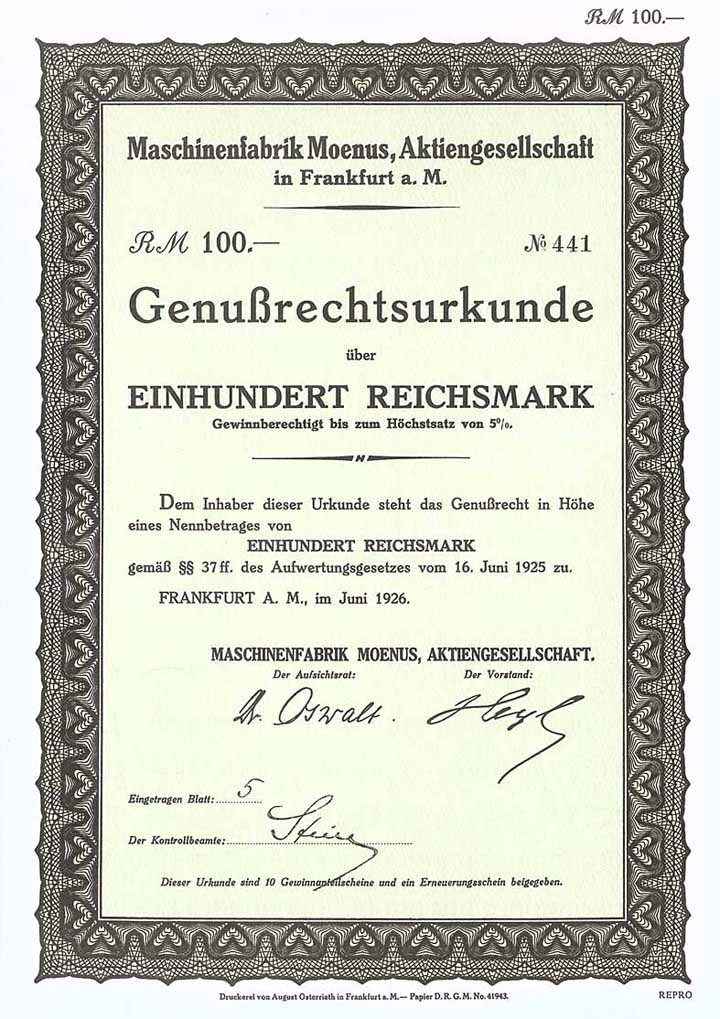 RM 100.—
Maschinenfabrik Moenus, Aktiengesellschaft
in Frankfurt a. M.
RM 100.— № 441
Genußrechtsurkunde
über
EINHUNDERT REICHSMARK
Gewinnberechtigt bis zum Höchstsatz von 5%.
Dem Inhaber dieser Urkunde steht das Genußrecht in Höhe
eines Nennbetrages von
EINHUNDERT REICHSMARK
gemäß §§ 37 ff. des Aufwertungsgesetzes vom 16. Juni 1925 zu.
FRANKFURT A. M., im Juni 1926.
MASCHINENFABRIK MOENUS, AKTIENGESELLSCHAFT.
Der Aufsichtsrat: Der Vorstand:
Dr. Oswalt.
Eingetragen Blatt: 5
Der Kontrollbeamte:
Dieser Urkunde sind 10 Gewinnanteilscheine und ein Erneuerungsschein beigegeben.
Druckerei von August Osterrieth in Frankfurt a. M.— Papier D. R. G. M. No. 41943.
REPRO